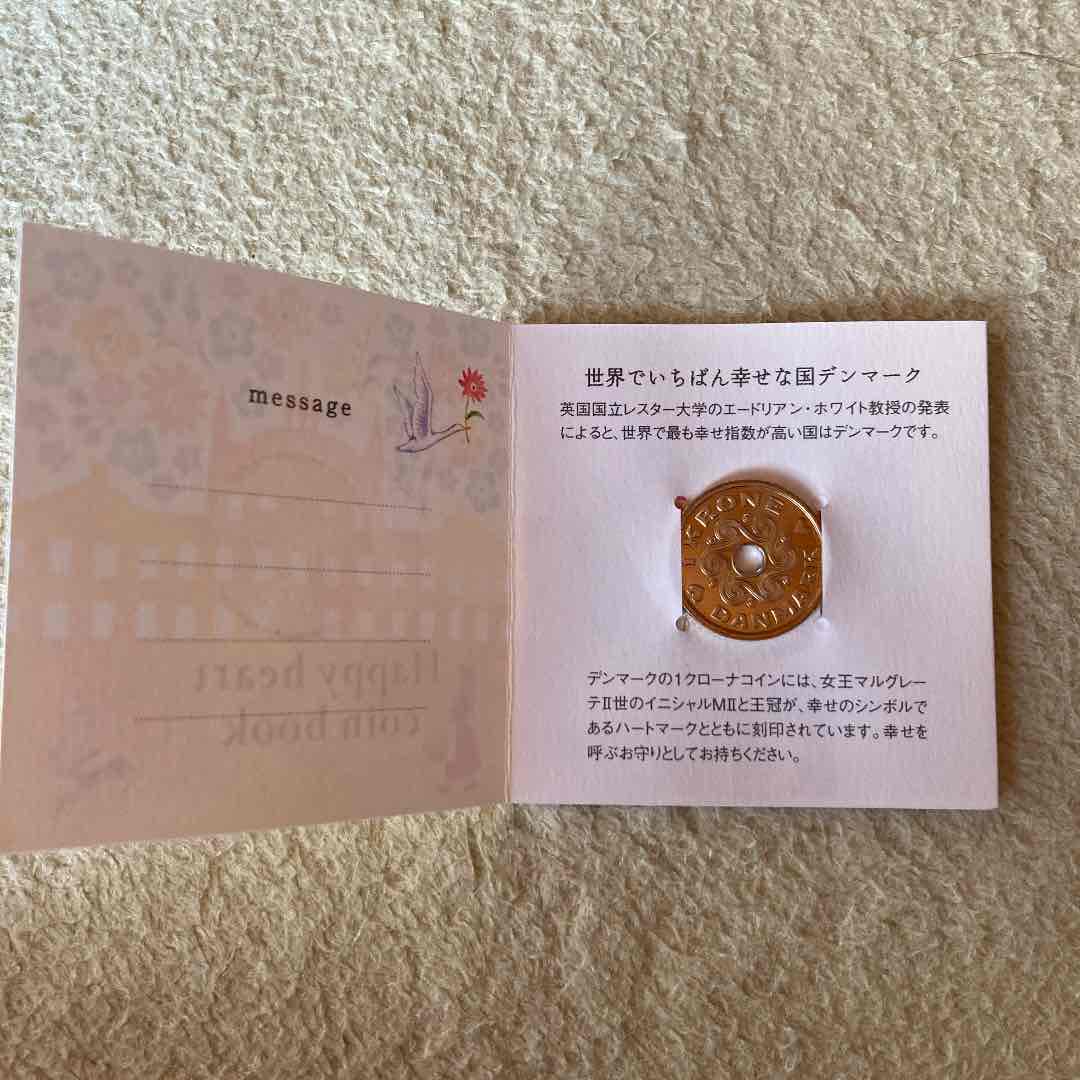 message
Happy heart
coin book
世界でいちばん幸せな国デンマーク
英国国立レスター大学のエードリアン・ホワイト教授の発表
によると、世界で最も幸せ指数が高い国はデンマークです。
1 KRONE
DANMARK
デンマークの1クローナコインには、女王マルグレー
テⅡ世のイニシャルMⅡと王冠が、幸せのシンボルで
あるハートマークとともに刻印されています。幸せを
呼ぶお守りとしてお持ちください。